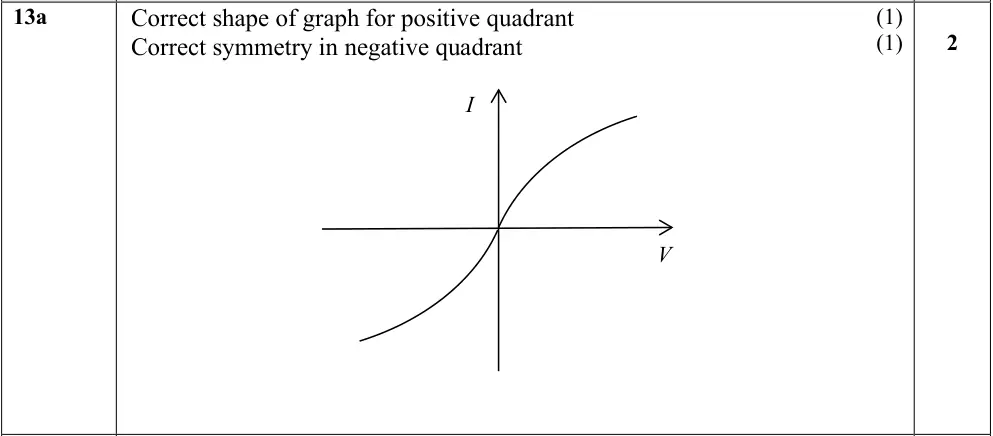 13a Correct shape of graph for positive quadrant (1)
Correct symmetry in negative quadrant (1) 2
I
V